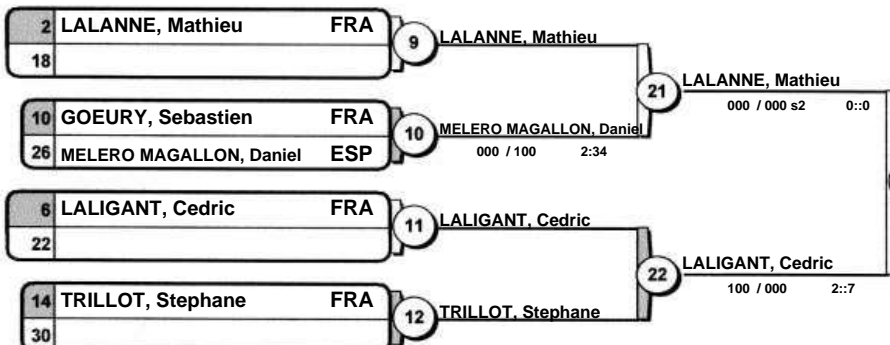 2 LALANNE, Mathieu FRA
18
9 LALANNE, Mathieu
10 GOEURY, Sebastien FRA
26 MELERO MAGALLON, Daniel ESP
10 MELERO MAGALLON, Daniel
000 / 100 2:34
21 LALANNE, Mathieu
000 / 000 s2 0::0
6 LALIGANT, Cedric FRA
22
11 LALIGANT, Cedric
14 TRILLOT, Stephane FRA
30
12 TRILLOT, Stephane
22 LALIGANT, Cedric
100 / 000 2::7